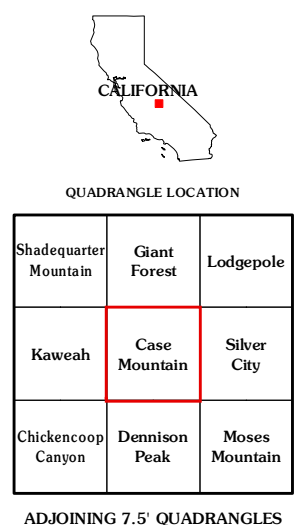 CALIFORNIA
QUADRANGLE LOCATION
Shadequarter
Mountain
Giant
Forest
Lodgepole
Kaweah
Case
Mountain
Silver
City
Chickencoop
Canyon
Dennison
Peak
Moses
Mountain
ADJOINING 7.5' QUADRANGLES